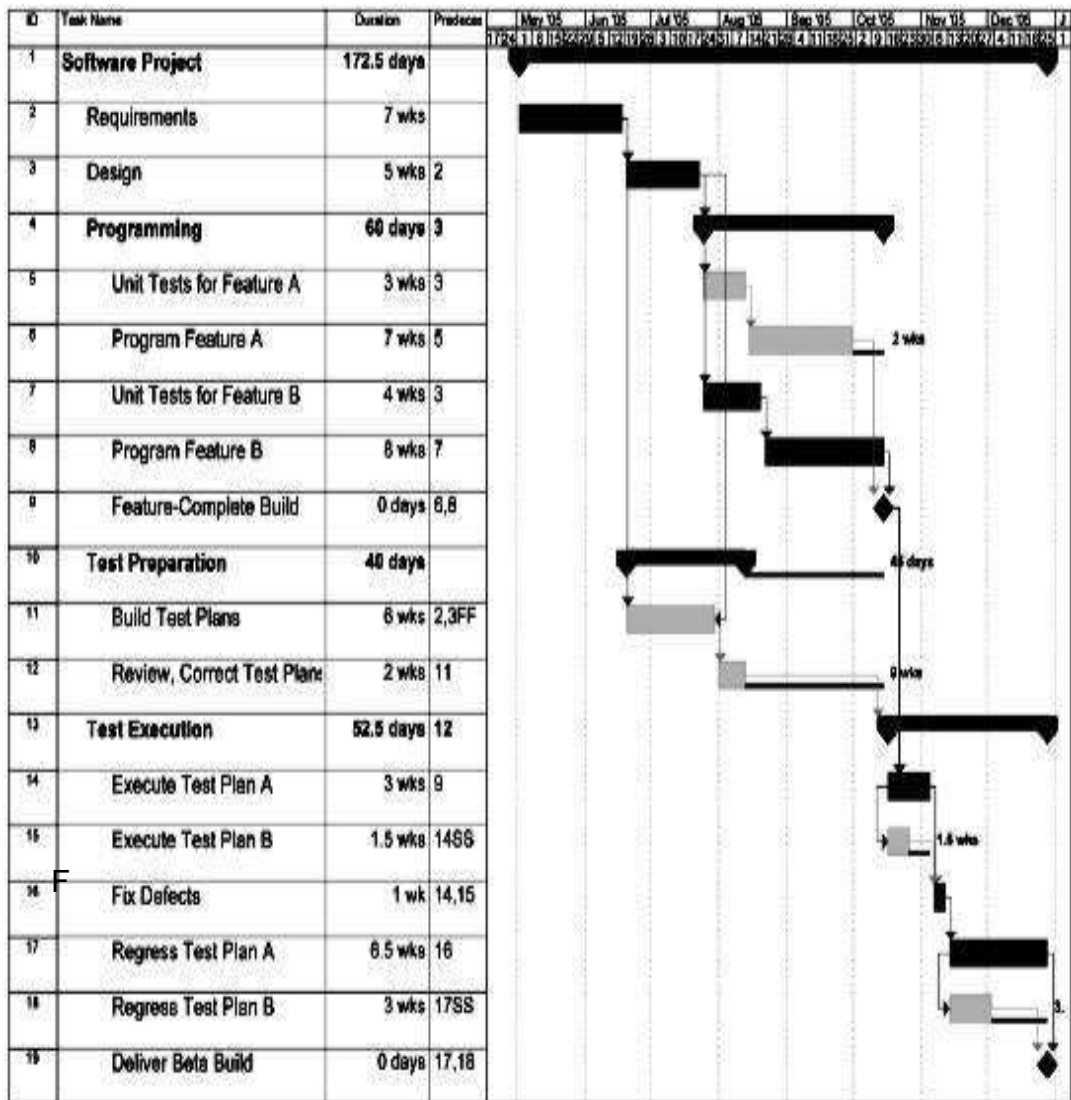 ID Task Name Duration Predeces May '05 Jun '05 Jul '05 Aug '05 Sep '05 Oct '05 Nov '05 Dec '05 J
1 Software Project 172.5 days
2 Requirements 7 wks
3 Design 5 wks 2
4 Programming 60 days 3
5 Unit Tests for Feature A 3 wks 3
6 Program Feature A 7 wks 5 2 wks
7 Unit Tests for Feature B 4 wks 3
8 Program Feature B 8 wks 7
9 Feature-Complete Build 0 days 6,8
10 Test Preparation 40 days 45 days
11 Build Test Plans 6 wks 2,3FF
12 Review, Correct Test Plans 2 wks 11 9 wks
13 Test Execution 52.5 days 12
14 Execute Test Plan A 3 wks 9
15 Execute Test Plan B 1.5 wks 14SS 1.5 wks
F
16 Fix Defects 1 wk 14,15
17 Regress Test Plan A 6.5 wks 16
18 Regress Test Plan B 3 wks 17SS 3.
19 Deliver Beta Build 0 days 17,18